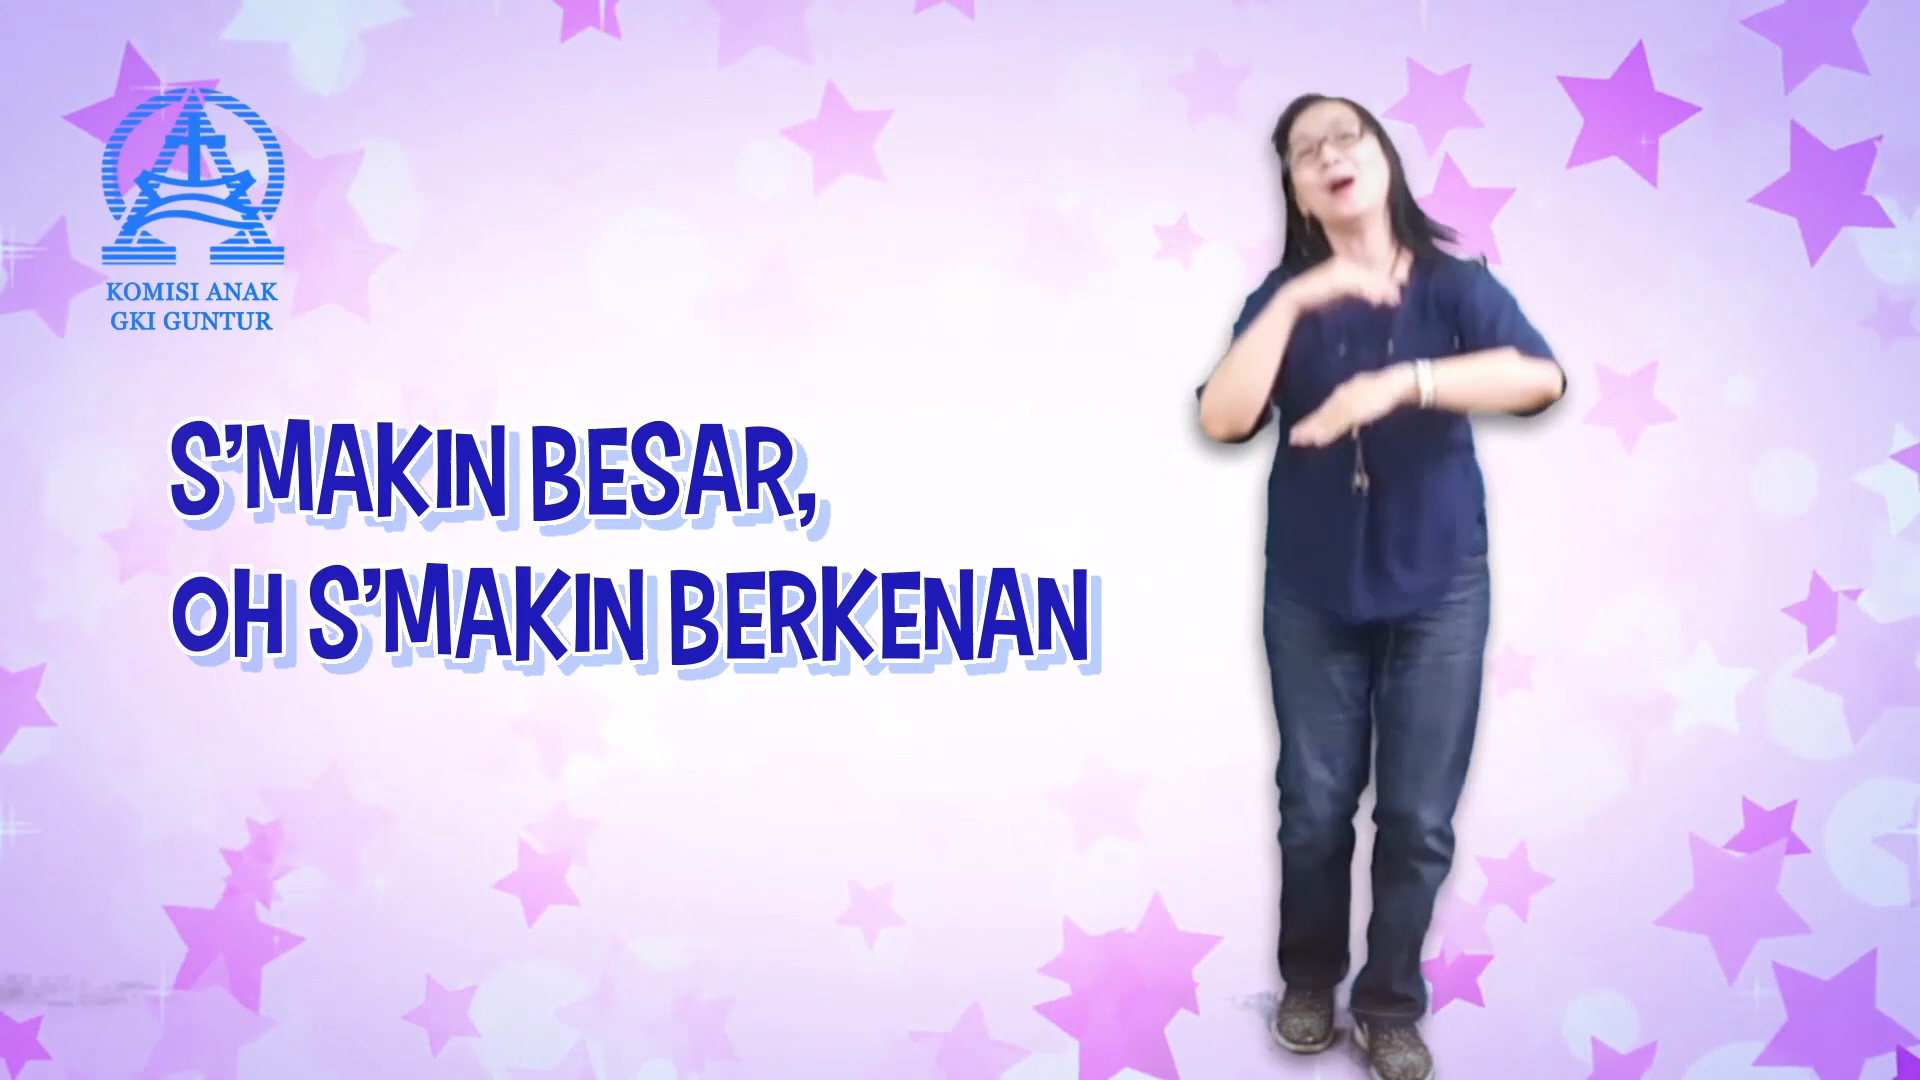 KOMISI ANAK
GKI GUNTUR
S'MAKIN BESAR,
OH S'MAKIN BERKENAN